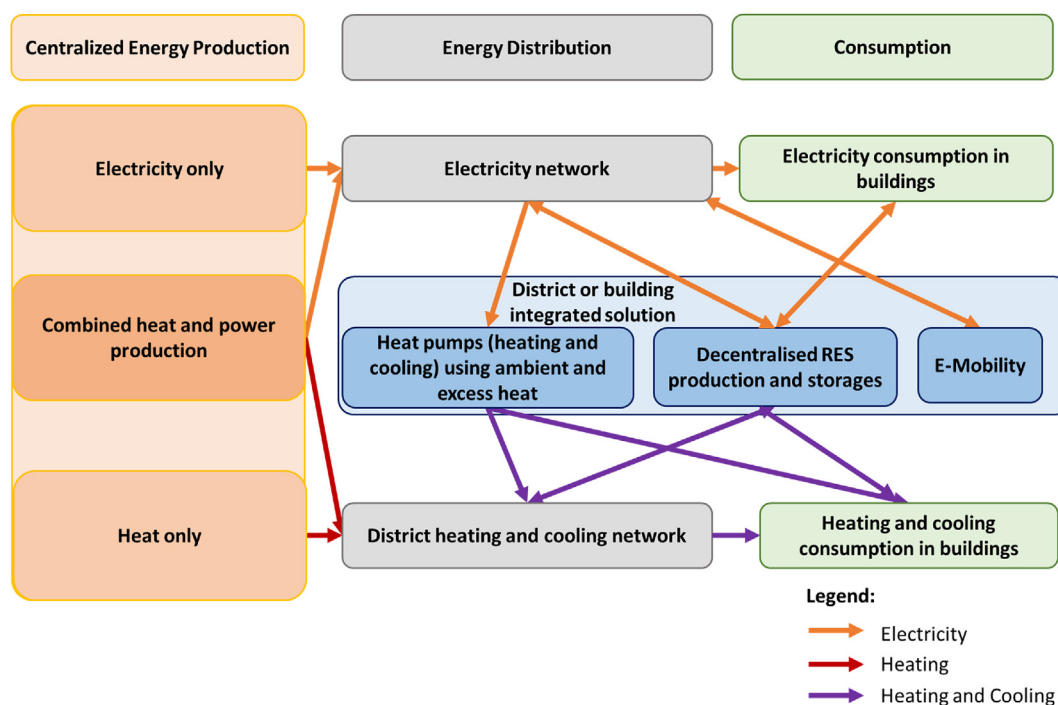 Centralized Energy Production
Energy Distribution
Consumption
Electricity only
Electricity network
Electricity consumption in
buildings
Combined heat and power
production
District or building
integrated solution
Heat pumps (heating and
cooling) using ambient and
excess heat
Decentralised RES
production and storages
E-Mobility
Heat only
District heating and cooling network
Heating and cooling
consumption in buildings
Legend:
Electricity
Heating
Heating and Cooling